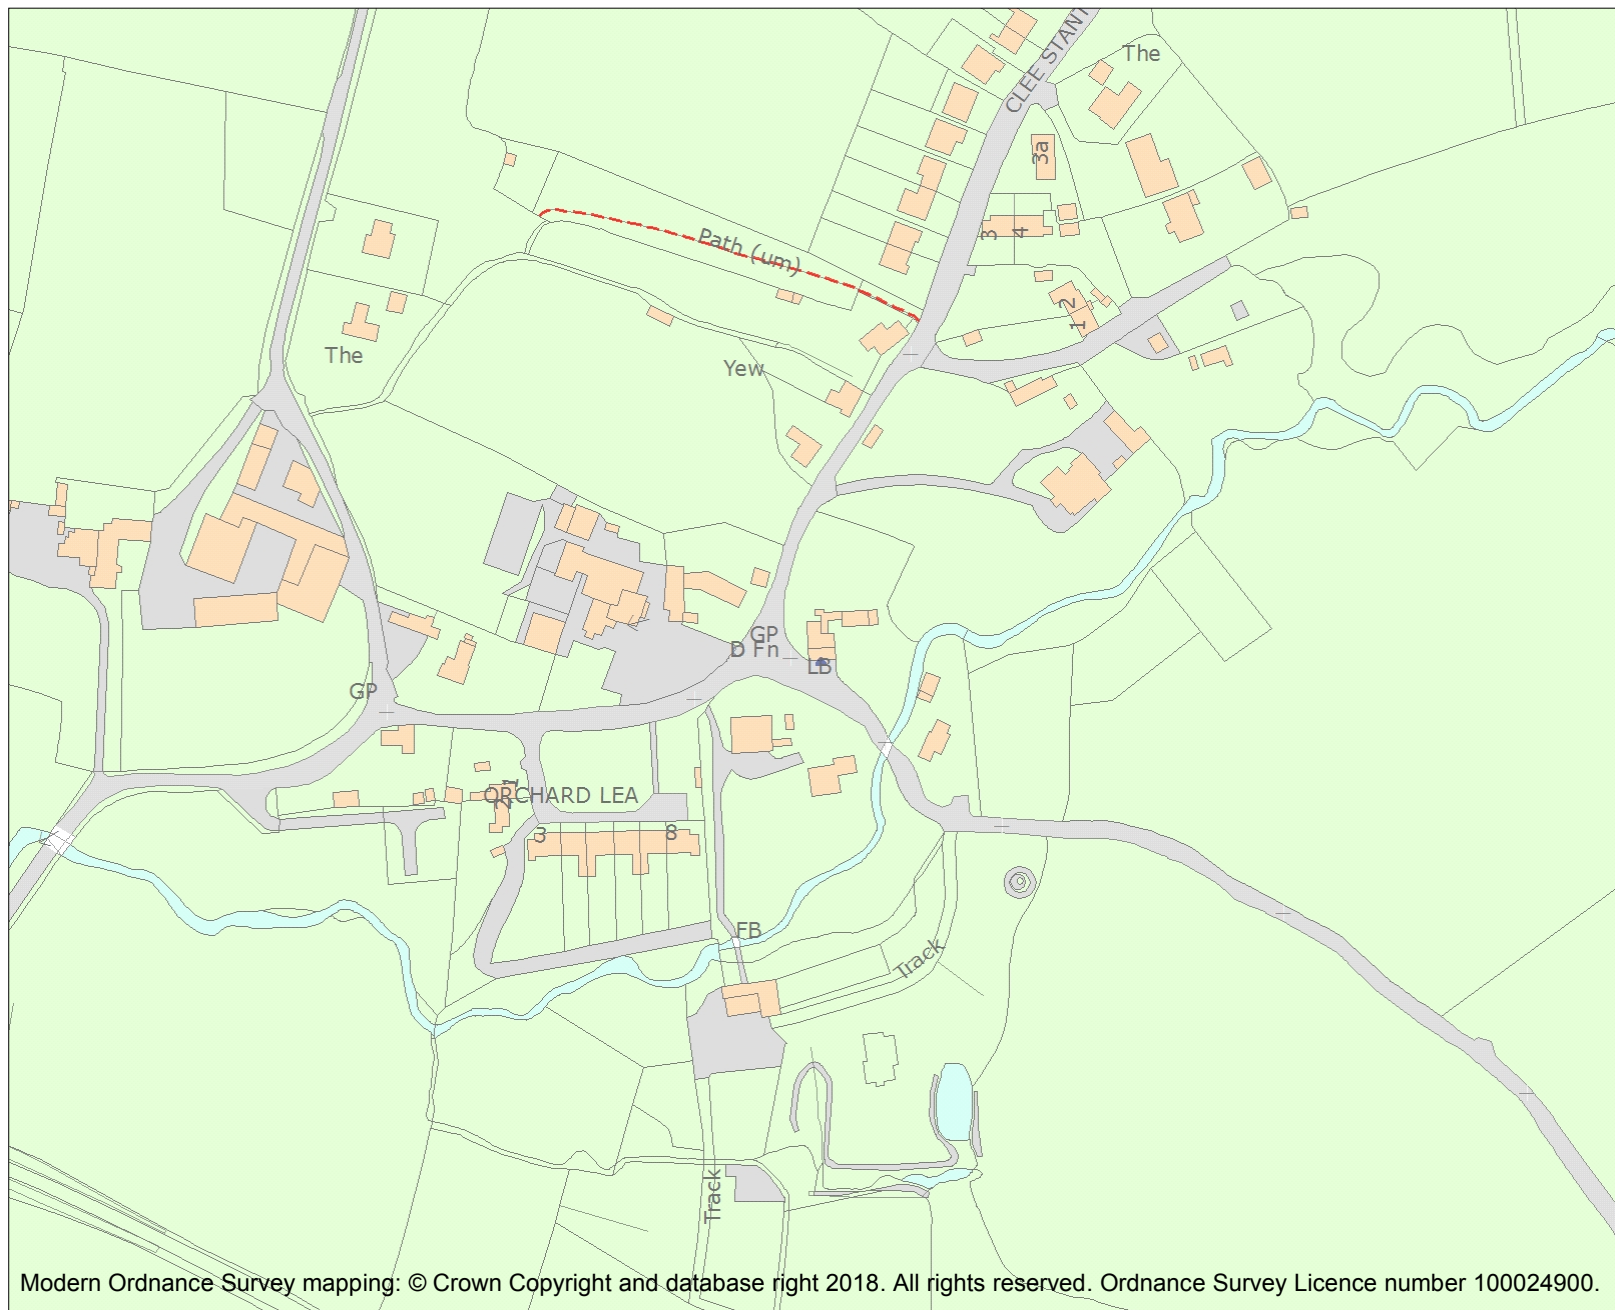 CLEE STANT
The
3a
3
4
Path (um)
2
1
The
Yew
GP
D Fn
LB
GP
1
ORCHARD LEA
2
3
8
FB
Track
Track
Modern Ordnance Survey mapping: © Crown Copyright and database right 2018. All rights reserved. Ordnance Survey Licence number 100024900.